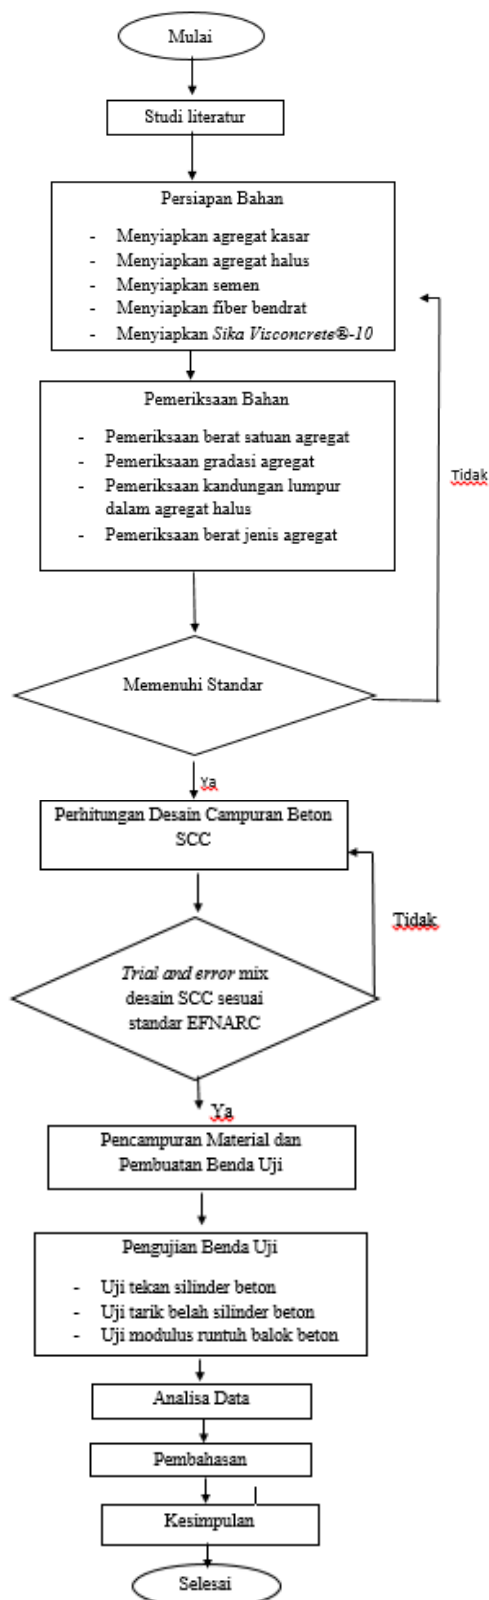 Mulai
Studi literatur
Persiapan Bahan
- Menyiapkan agregat kasar
- Menyiapkan agregat halus
- Menyiapkan semen
- Menyiapkan fiber bendrat
- Menyiapkan Sika Visconcrete®-10
Pemeriksaan Bahan
- Pemeriksaan berat satuan agregat
- Pemeriksaan gradasi agregat
- Pemeriksaan kandungan lumpur
dalam agregat halus
- Pemeriksaan berat jenis agregat
Tidak
Memenuhi Standar
Ya
Perhitungan Desain Campuran Beton
SCC
Tidak
Trial and error mix
desain SCC sesuai
standar EFNARC
Ya
Pencampuran Material dan
Pembuatan Benda Uji
Pengujian Benda Uji
- Uji tekan silinder beton
- Uji tarik belah silinder beton
- Uji modulus runtuh balok beton
Analisa Data
Pembahasan
Kesimpulan
Selesai